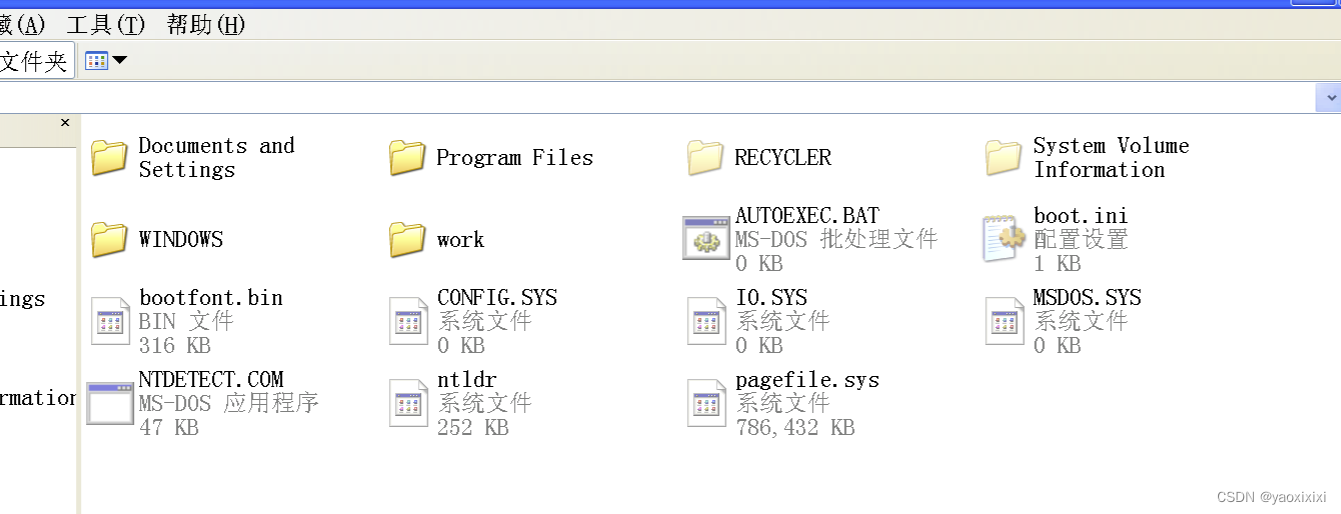 藏(A) 工具(T) 帮助(H)
文件夹
Documents and
Settings
Program Files
RECYCLER
System Volume
Information
WINDOWS
work
AUTOEXEC.BAT
MS-DOS 批处理文件
0 KB
boot.ini
配置设置
1 KB
ings
bootfont.bin
BIN 文件
316 KB
CONFIG.SYS
系统文件
0 KB
IO.SYS
系统文件
0 KB
MSDOS.SYS
系统文件
0 KB
rmation
NTDETECT.COM
MS-DOS 应用程序
47 KB
ntldr
系统文件
252 KB
pagefile.sys
系统文件
786,432 KB
CSDN @yaoxixixi